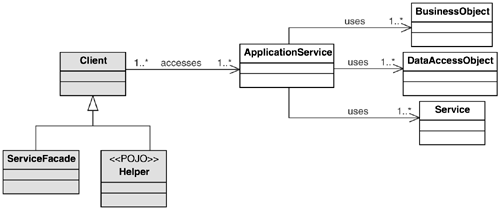 BusinessObject
uses 1..*
Client
ApplicationService
DataAccessObject
1..* accesses 1..*
uses 1..*
Service
uses 1..*
ServiceFacade
<<POJO>>
Helper